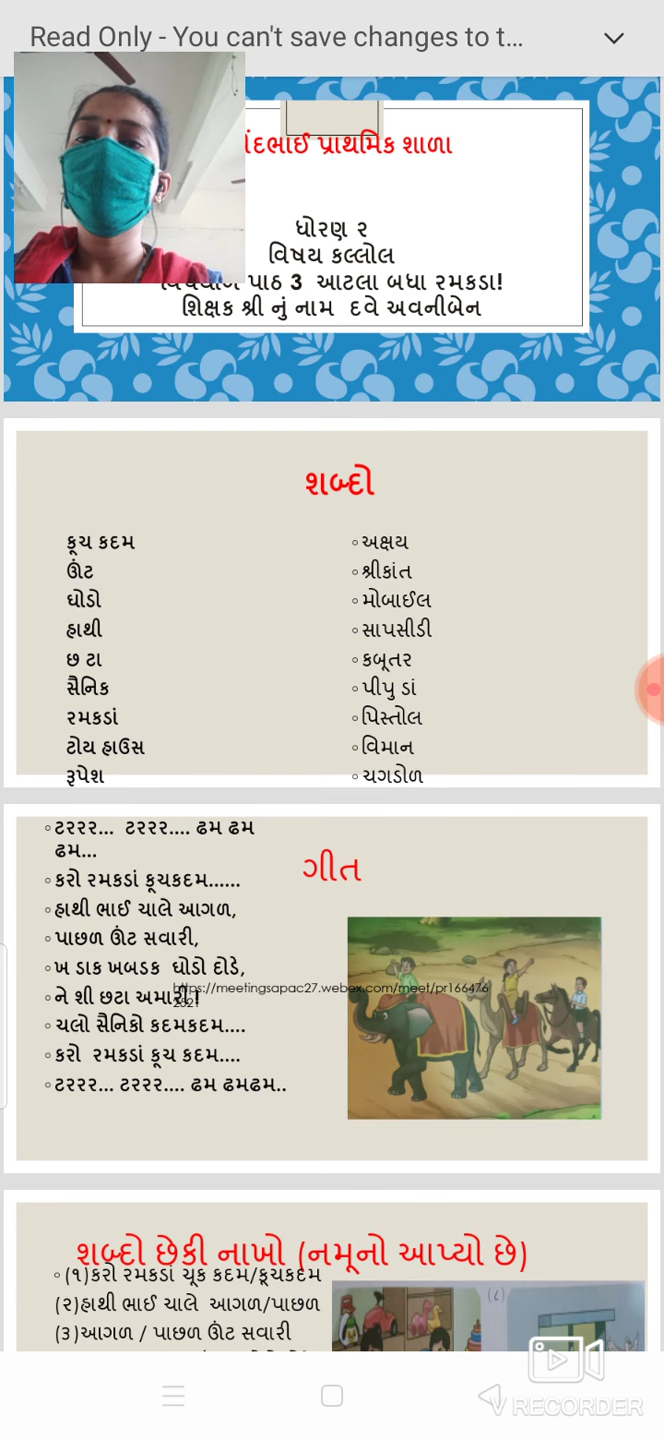 Read Only - You can't save changes to t...
પ્રાથમિક શાળા
ધોરણ ર
વિષય કલ્લોલ
પાઠ 3 આટલા બધા રમકડા!
શિક્ષક શ્રી નું નામ દવે અવનીબેન
શબ્દો
કૂચ કદમ
ઊંટ
ઘોડો
હાથી
છ ટા
સૈનિક
રમકડાં
ટોય હાઉસ
રૂપેશ
◦ અક્ષય
◦ શ્રીકાંત
◦ મોબાઈલ
◦ સાપસીડી
◦ કબૂતર
◦ પીપુ ડાં
◦ પિસ્તોલ
◦ વિમાન
◦ ચગડોળ
ગીત
◦ ટરરર... ટરરર.... ઢમ ઢમ
ઢમ...
◦ કરો રમકડાં કૂચકદમ......
◦ હાથી ભાઈ ચાલે આગળ,
◦ પાછળ ઊંટ સવારી,
◦ ખ ડાક ખબડક ઘોડો દોડે,
◦ ને શી છટા અમારી !
◦ ચલો સૈનિકો કદમકદમ....
◦ કરો રમકડાં કૂચ કદમ....
◦ ટરરર... ટરરર.... ઢમ ઢમઢમ..
https://meetingsapac27.webex.com/meet/pr166476
2521
શબ્દો છેકી નાખો (નમૂનો આપ્યો છે)
◦ (૧)કરો રમકડાં ચૂક કદમ/કૂચકદમ
(૨)હાથી ભાઈ ચાલે આગળ/પાછળ
(૩)આગળ / પાછળ ઊંટ સવારી
V RECORDER